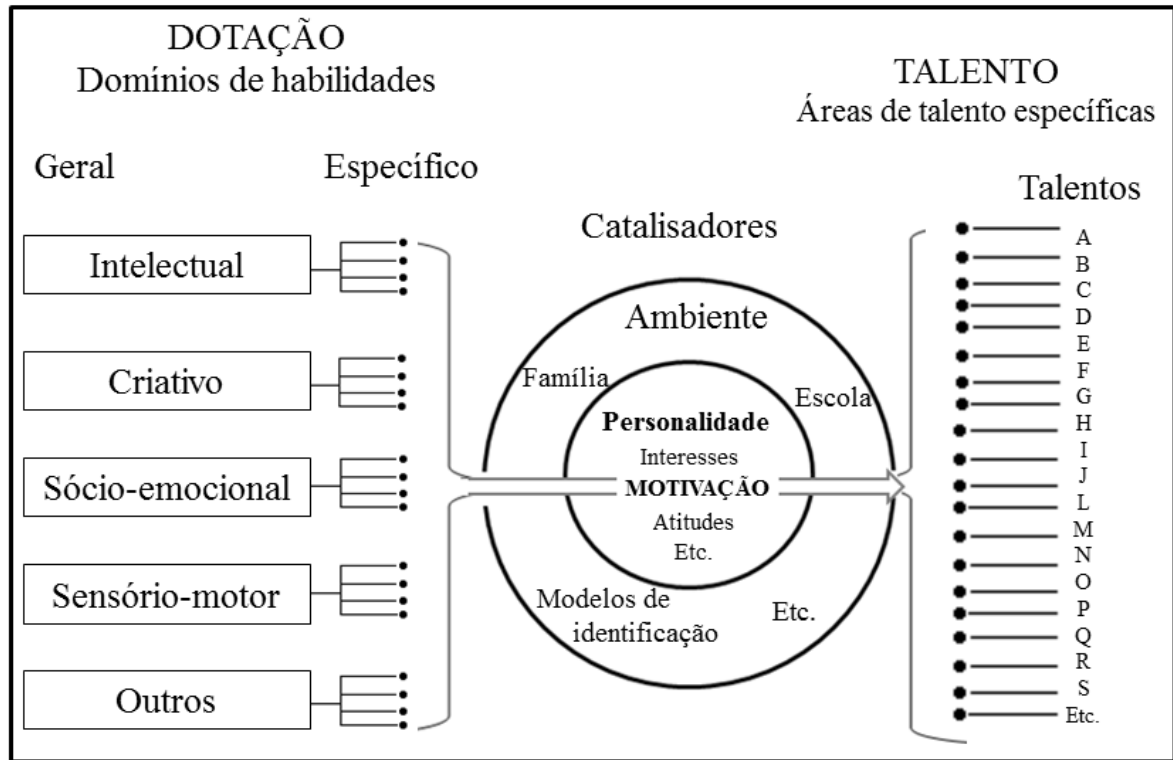 DOTAÇÃO
Domínios de habilidades
Geral
Específico
Intelectual
Criativo
Sócio-emocional
Sensório-motor
Outros
Catalisadores
Ambiente
Família
Escola
Personalidade
Interesses
MOTIVAÇÃO
Atitudes
Etc.
Modelos de
identificação
Etc.
TALENTO
Áreas de talento específicas
Talentos
A
B
C
D
E
F
G
H
I
J
L
M
N
O
P
Q
R
S
Etc.